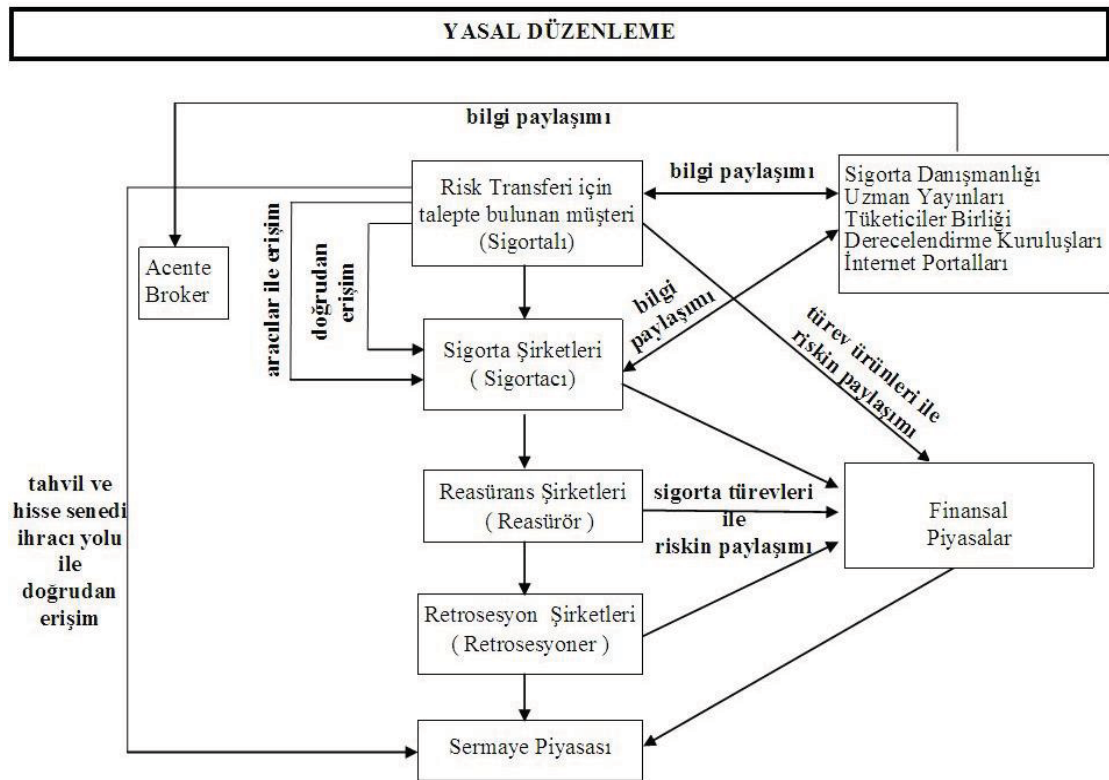 YASAL DÜZENLEME
bilgi paylaşımı
Risk Transferi için
talepte bulunan müşteri
(Sigortalı)
bilgi paylaşımı
Sigorta Danışmanlığı
Uzman Yayınları
Tüketiciler Birliği
Derecelendirme Kuruluşları
İnternet Portalları
Acente
Broker
aracılar ile erişim
doğrudan
erişim
bilgi
paylaşımı
türev ürünleri ile
riskin paylaşımı
Sigorta Şirketleri
( Sigortacı)
tahvil ve
hisse senedi
ihracı yolu
ile
doğrudan
erişim
Reasürans Şirketleri
( Reasürör )
sigorta türevleri
ile
riskin paylaşımı
Finansal
Piyasalar
Retrosesyon Şirketleri
( Retrosesyoner )
Sermaye Piyasası